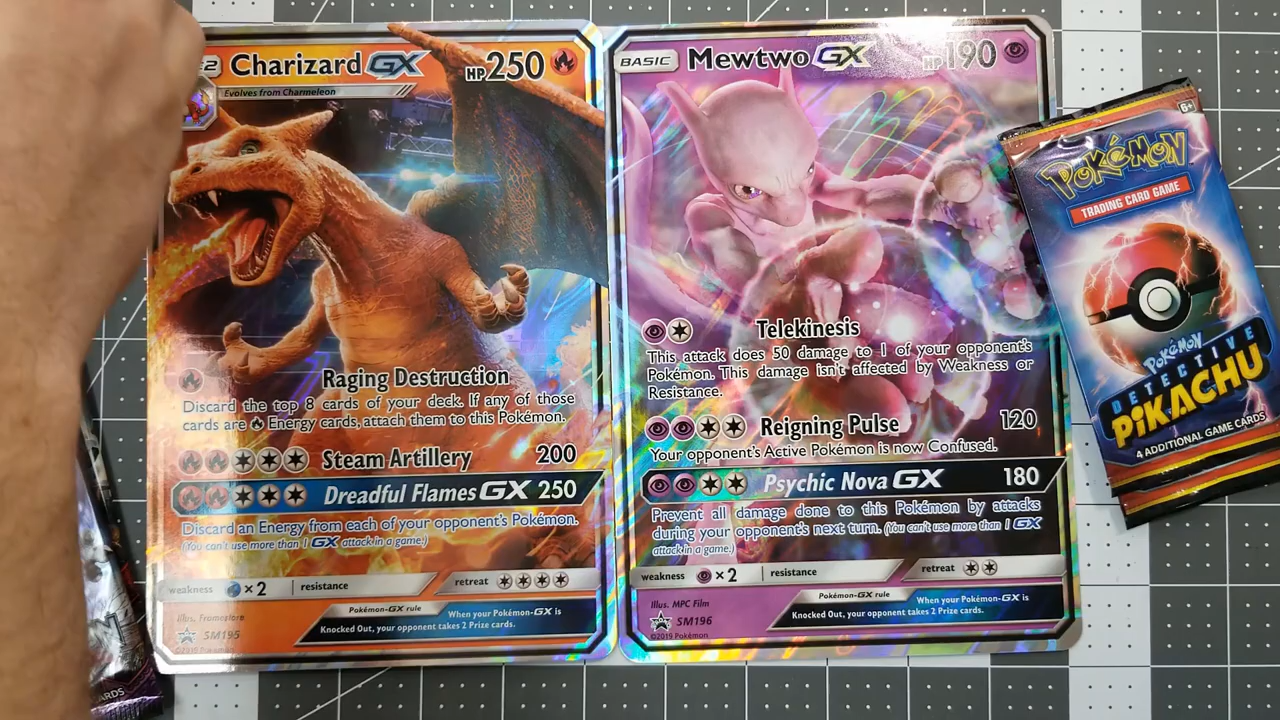 Charizard GX HP250
Evolves from Charmeleon
Raging Destruction
Discard the top 8 cards of your deck. If any of those
cards are Energy cards, attach them to this Pokémon.
Steam Artillery 200
Dreadful Flames GX 250
Discard an Energy from each of your opponent's Pokémon.
(You can't use more than 1 GX attack in a game.)
weakness ×2 resistance retreat
Pokémon-GX rule
When your Pokémon-GX is
Knocked Out, your opponent takes 2 Prize cards.
Illus. Framestore
SM195
©2019 Pokémon
BASIC Mewtwo GX HP190
Telekinesis
This attack does 50 damage to 1 of your opponent's
Pokémon. This damage isn't affected by Weakness or
Resistance.
Reigning Pulse 120
Your opponent's Active Pokémon is now Confused.
Psychic Nova GX 180
Prevent all damage done to this Pokémon by attacks
during your opponent's next turn. (You can't use more than 1 GX
attack in a game.)
weakness ×2 resistance retreat
Pokémon-GX rule
When your Pokémon-GX is
Knocked Out, your opponent takes 2 Prize cards.
Illus. MPC Film
SM196
©2019 Pokémon
6+
POKÉMON
TRADING CARD GAME
POKÉMON
DETECTIVE
PIKACHU
4 ADDITIONAL GAME CARDS